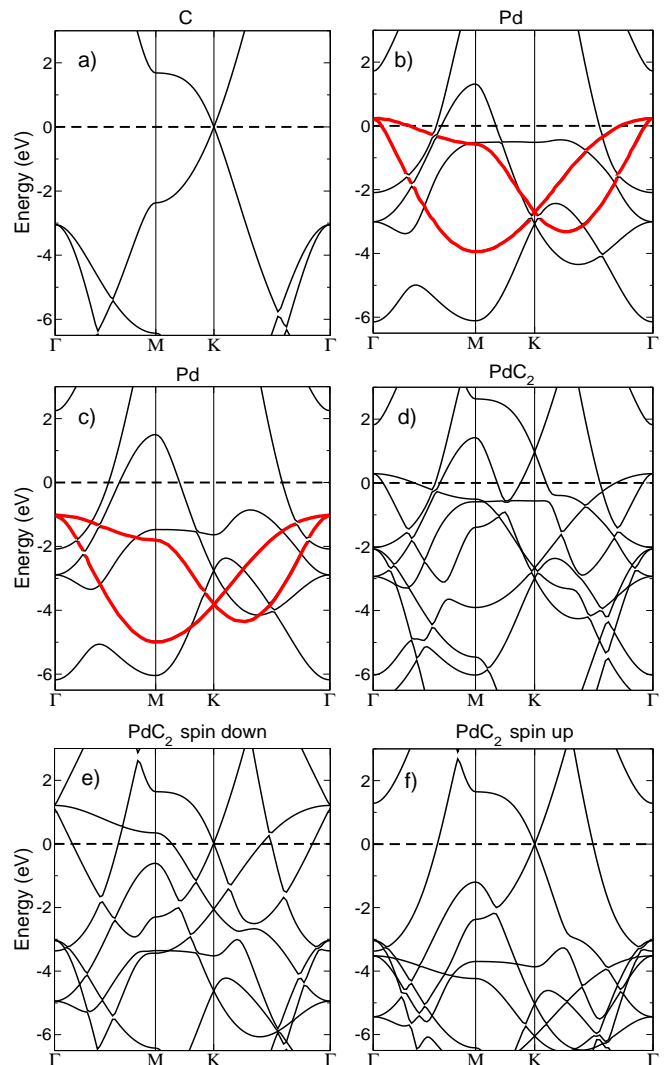 C
Pd
a)
b)
2
0
-2
-4
-6
Energy (eV)
Γ
M
K
Γ
2
0
-2
-4
-6
Γ
M
K
Γ
Pd
PdC₂
c)
d)
2
0
-2
-4
-6
Energy (eV)
Γ
M
K
Γ
2
0
-2
-4
-6
Γ
M
K
Γ
PdC₂ spin down
PdC₂ spin up
e)
f)
2
0
-2
-4
-6
Energy (eV)
Γ
M
K
Γ
2
0
-2
-4
-6
Γ
M
K
Γ